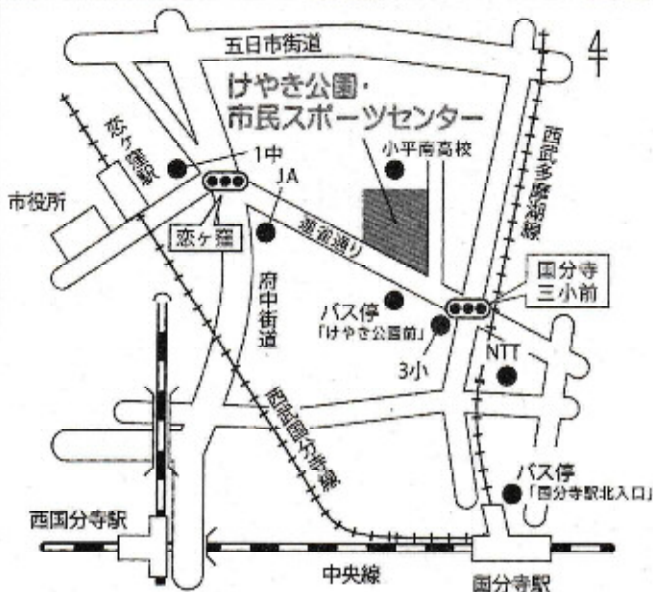 五日市街道
けやき公園・
市民スポーツセンター
小平南高校
西武多摩湖線
恋ヶ窪駅
1中
JA
市役所
恋ヶ窪
連雀通り
府中街道
バス停
「けやき公園前」
国分寺
三小前
3小
NTT
西武国分寺線
バス停
「国分寺駅北入口」
西国分寺駅
中央線
国分寺駅